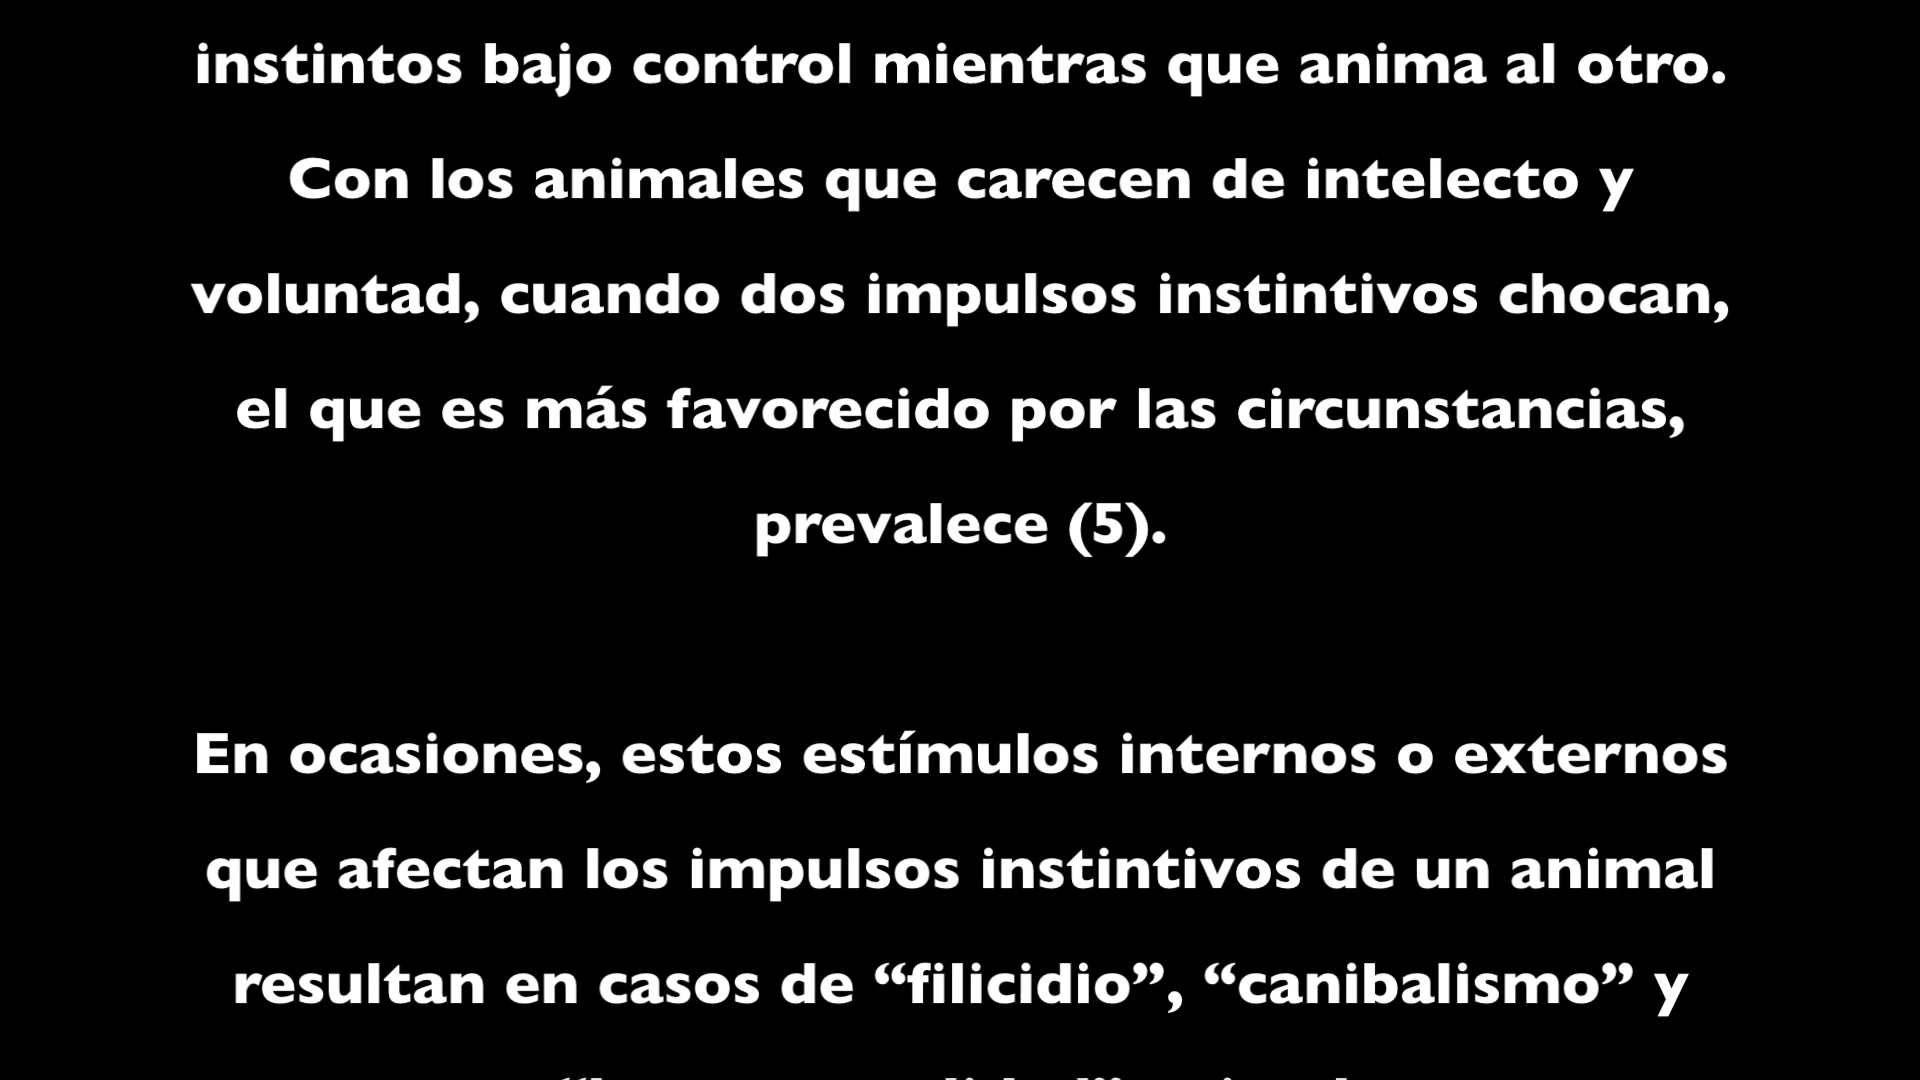 instintos bajo control mientras que anima al otro.
Con los animales que carecen de intelecto y
voluntad, cuando dos impulsos instintivos chocan,
el que es más favorecido por las circunstancias,
prevalece (5).
En ocasiones, estos estímulos internos o externos
que afectan los impulsos instintivos de un animal
resultan en casos de “filicidio”, “canibalismo” y